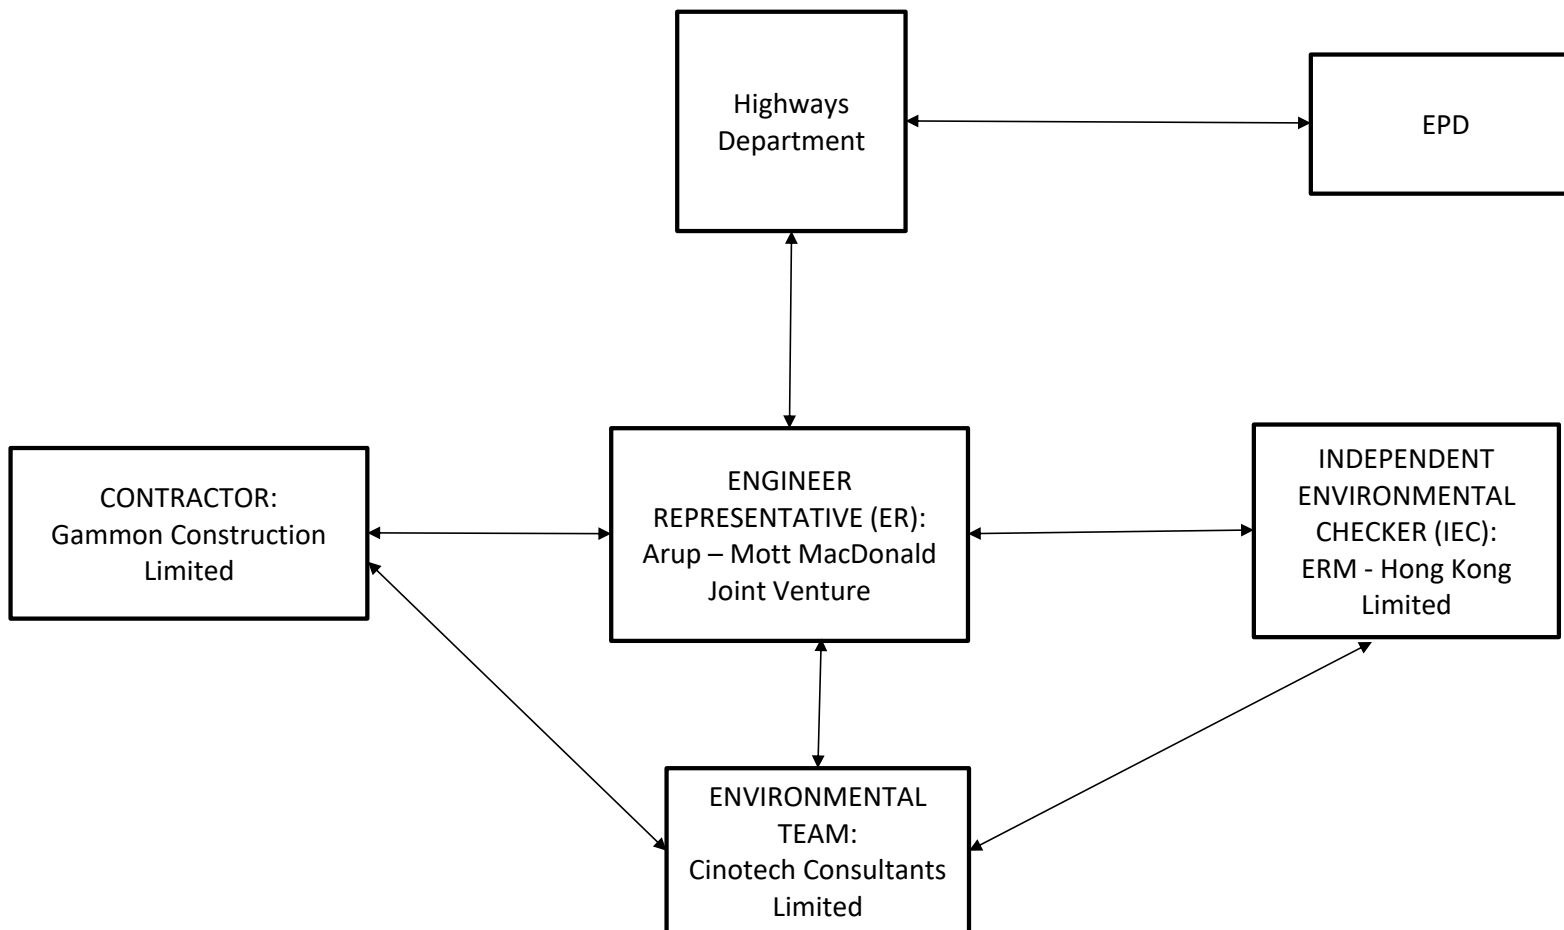 Highways
Department
EPD
CONTRACTOR:
Gammon Construction
Limited
ENGINEER
REPRESENTATIVE (ER):
Arup – Mott MacDonald
Joint Venture
INDEPENDENT
ENVIRONMENTAL
CHECKER (IEC):
ERM - Hong Kong
Limited
ENVIRONMENTAL
TEAM:
Cinotech Consultants
Limited